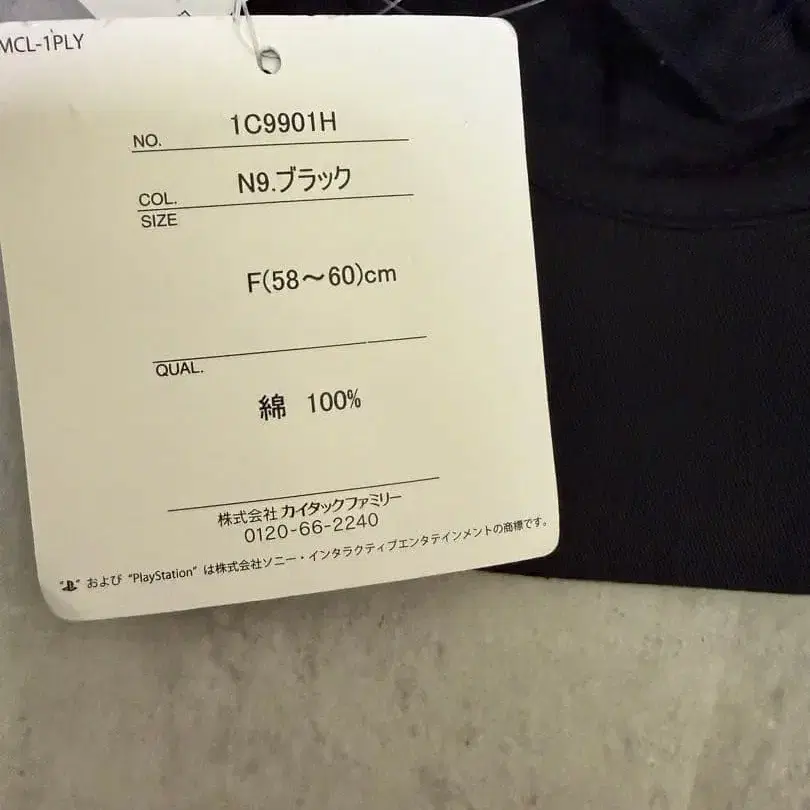 MCL-1PLY
NO. 1C9901H
COL. N9.ブラック
SIZE
F(58～60)cm
QUAL.
綿 100%
株式会社 カイタックファミリー
0120-66-2240
“ ” および “PlayStation” は株式会社ソニー・インタラクティブエンタテインメントの商標です。